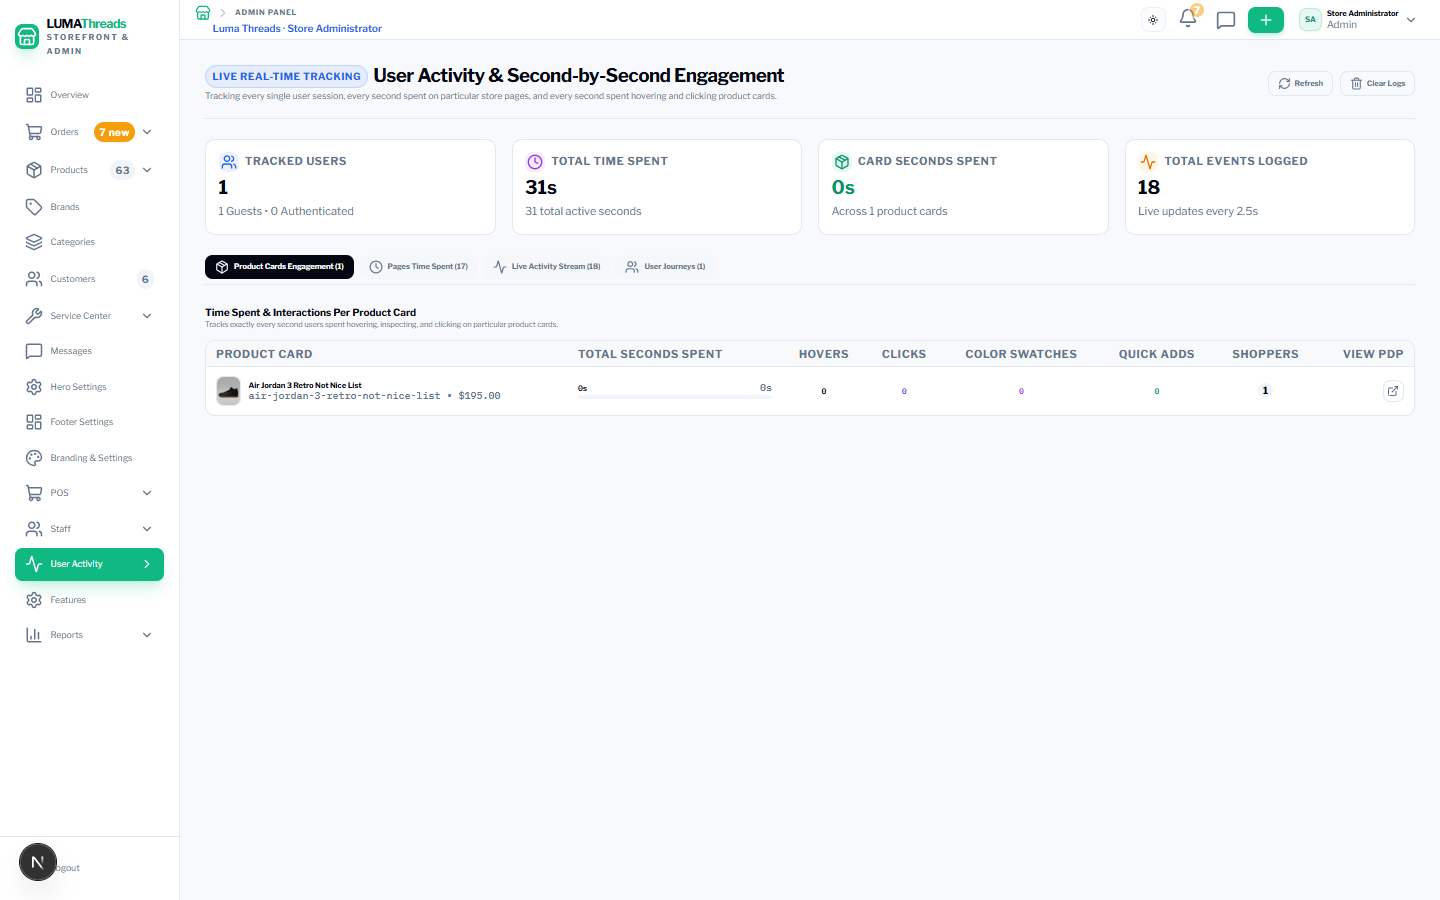 LUMAThreads
STOREFRONT &
ADMIN
Overview
Orders
7 new
Products
63
Brands
Categories
Customers
6
Service Center
Messages
Hero Settings
Footer Settings
Branding & Settings
POS
Staff
User Activity
Features
Reports
N
ogout
ADMIN PANEL
Luma Threads · Store Administrator
7
SA
Store Administrator
Admin
LIVE REAL-TIME TRACKING
User Activity & Second-by-Second Engagement
Tracking every single user session, every second spent on particular store pages, and every second spent hovering and clicking product cards.
Refresh
Clear Logs
TRACKED USERS
1
1 Guests • 0 Authenticated
TOTAL TIME SPENT
31s
31 total active seconds
CARD SECONDS SPENT
0s
Across 1 product cards
TOTAL EVENTS LOGGED
18
Live updates every 2.5s
Product Cards Engagement (1)
Pages Time Spent (17)
Live Activity Stream (18)
User Journeys (1)
Time Spent & Interactions Per Product Card
Tracks exactly every second users spent hovering, inspecting, and clicking on particular product cards.
PRODUCT CARD TOTAL SECONDS SPENT HOVERS CLICKS COLOR SWATCHES QUICK ADDS SHOPPERS VIEW PDP
Air Jordan 3 Retro Not Nice List
air-jordan-3-retro-not-nice-list • $195.00
0s 0s 0 0 0 0 1